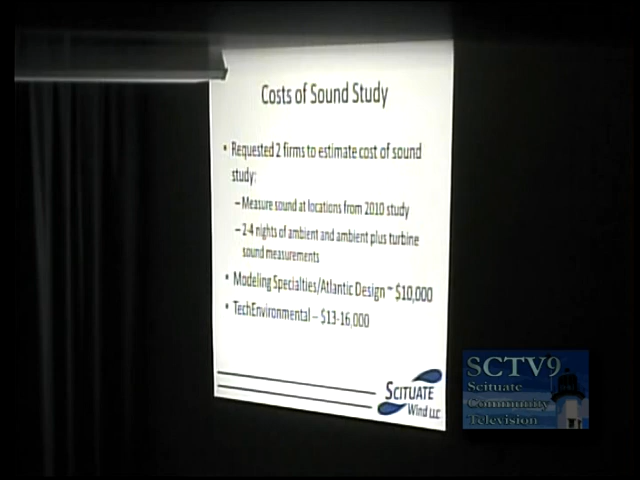 Costs of Sound Study
• Requested 2 firms to estimate cost of sound
study:
– Measure sound at locations from 2010 study
– 2-4 nights of ambient and ambient plus turbine
sound measurements
• Modeling Specialties/Atlantic Design ~ $10,000
• TechEnvironmental – $13-16,000
SCITUATE
Wind LLC
SCTV9
Scituate
Community
Television